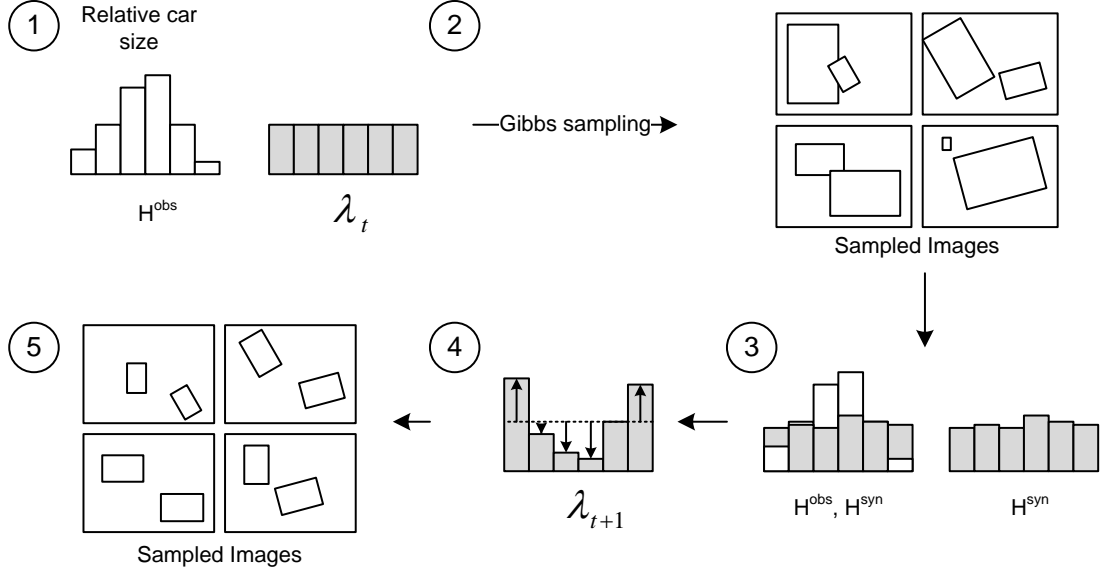 1
Relative car
size
H^obs
λ_t
2
Gibbs sampling
Sampled Images
3
H^obs, H^syn
H^syn
4
λ_{t+1}
5
Sampled Images